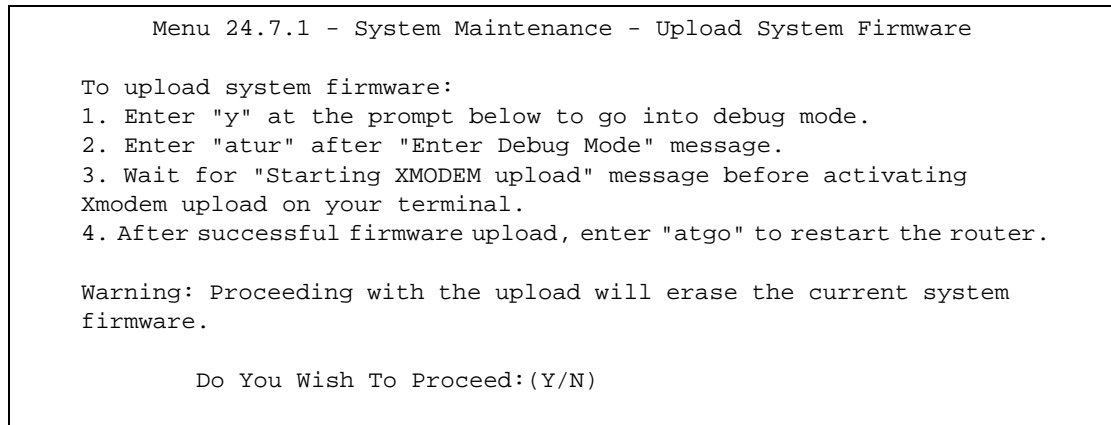 Menu 24.7.1 - System Maintenance - Upload System Firmware
To upload system firmware:
1. Enter "y" at the prompt below to go into debug mode.
2. Enter "atur" after "Enter Debug Mode" message.
3. Wait for "Starting XMODEM upload" message before activating
Xmodem upload on your terminal.
4. After successful firmware upload, enter "atgo" to restart the router.
Warning: Proceeding with the upload will erase the current system
firmware.
Do You Wish To Proceed:(Y/N)